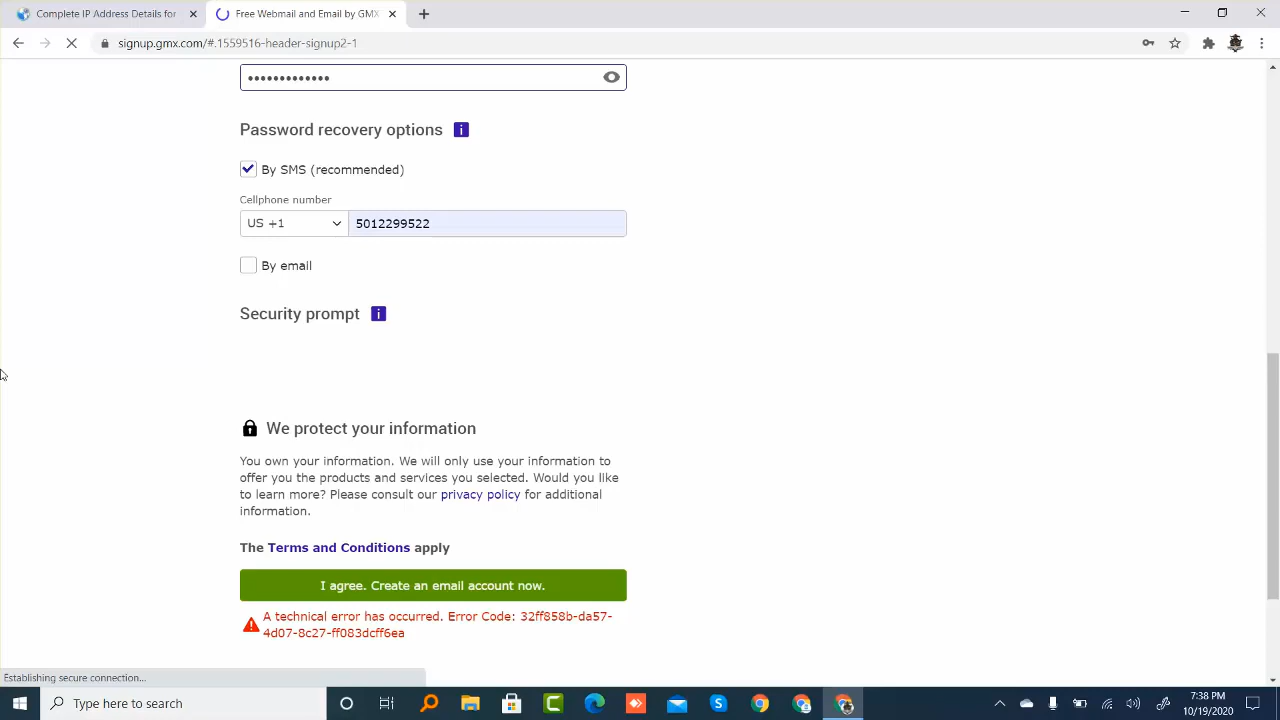 Complete IP Address Details for
Free Webmail and Email by GMX
signup.gmx.com/#.1559516-header-signup2-1
•••••••••••••
Password recovery options i
By SMS (recommended)
Cellphone number
US +1 5012299522
By email
Security prompt i
We protect your information
You own your information. We will only use your information to
offer you the products and services you selected. Would you like
to learn more? Please consult our privacy policy for additional
information.
The Terms and Conditions apply
I agree. Create an email account now.
A technical error has occurred. Error Code: 32ff858b-da57-
4d07-8c27-ff083dcff6ea
Establishing secure connection...
Type here to search
7:38 PM
10/19/2020